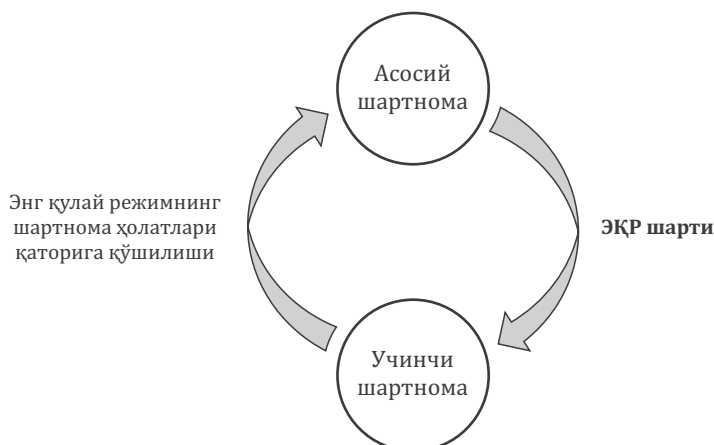 Асосий
шартнома
Энг қулай режимнинг
шартнома ҳолатлари
қаторига қўшилиши
ЭҚР шарти
Учинчи
шартнома